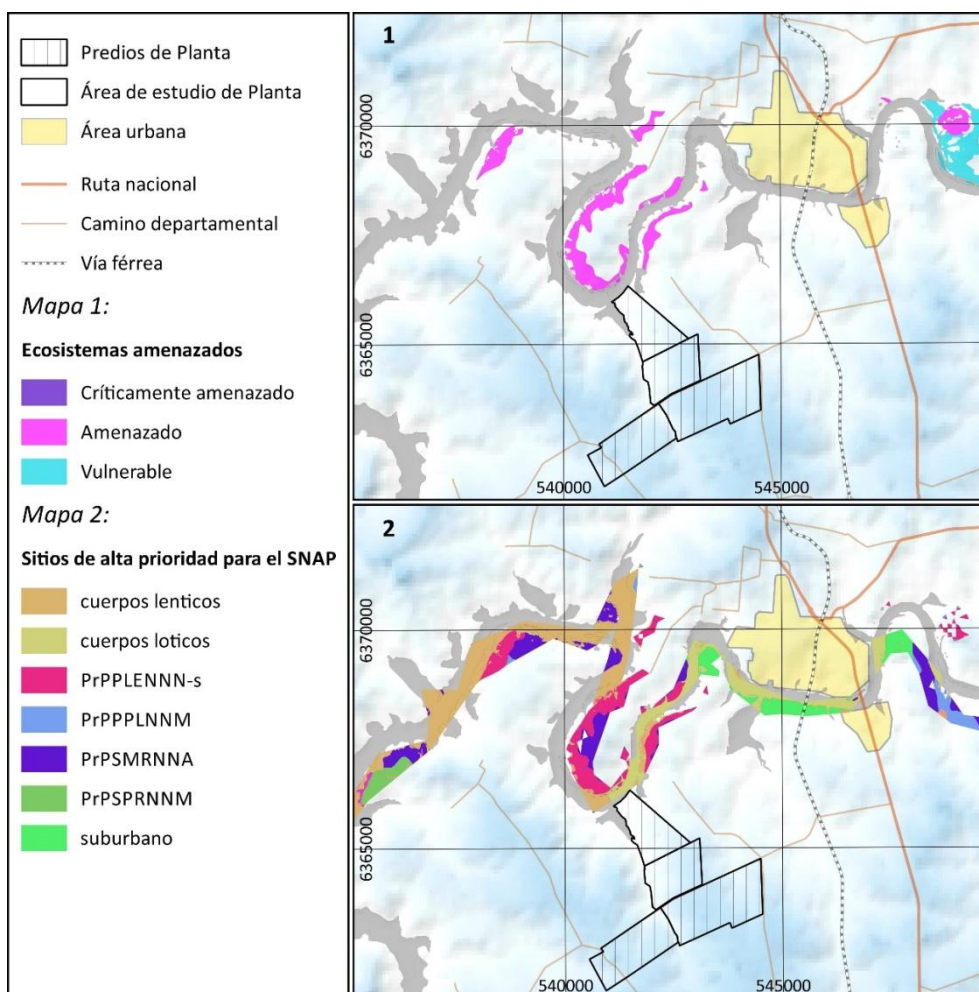 Predios de Planta
Área de estudio de Planta
Área urbana
Ruta nacional
Camino departamental
Vía férrea
Mapa 1:
Ecosistemas amenazados
Críticamente amenazado
Amenazado
Vulnerable
Mapa 2:
Sitios de alta prioridad para el SNAP
cuerpos lenticos
cuerpos loticos
PrPPLENNN-s
PrPPPLNNM
PrPSMRNNA
PrPSPRNNM
suburbano
1
6370000
6365000
540000
545000
2
6370000
6365000
540000
545000